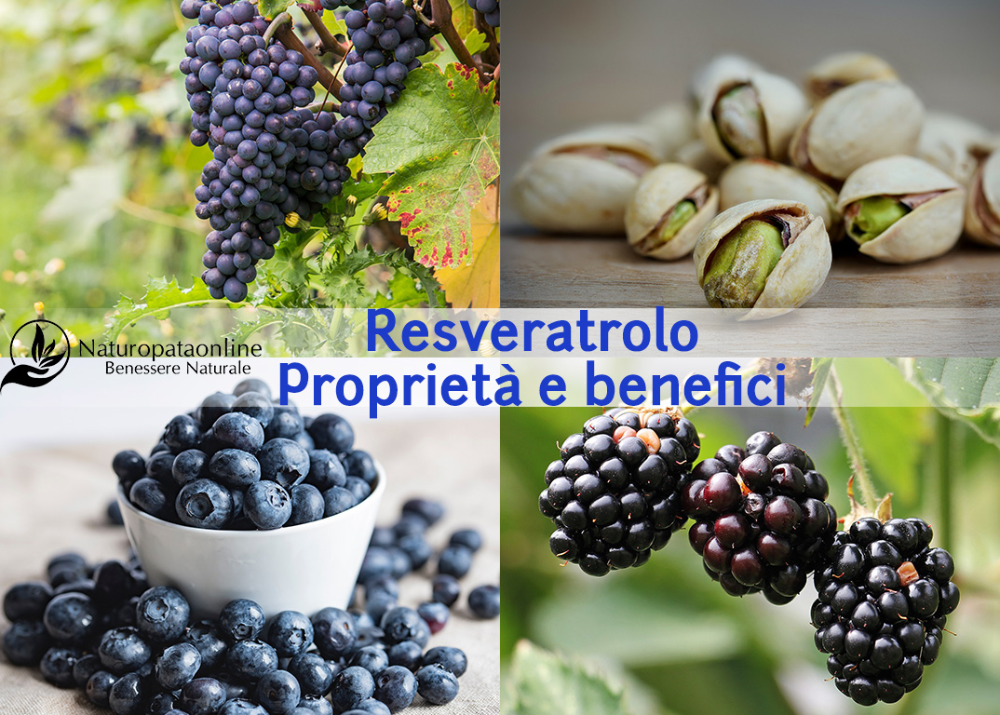 Resveratrolo
Naturopataonline
Benessere Naturale
Proprietà e benefici